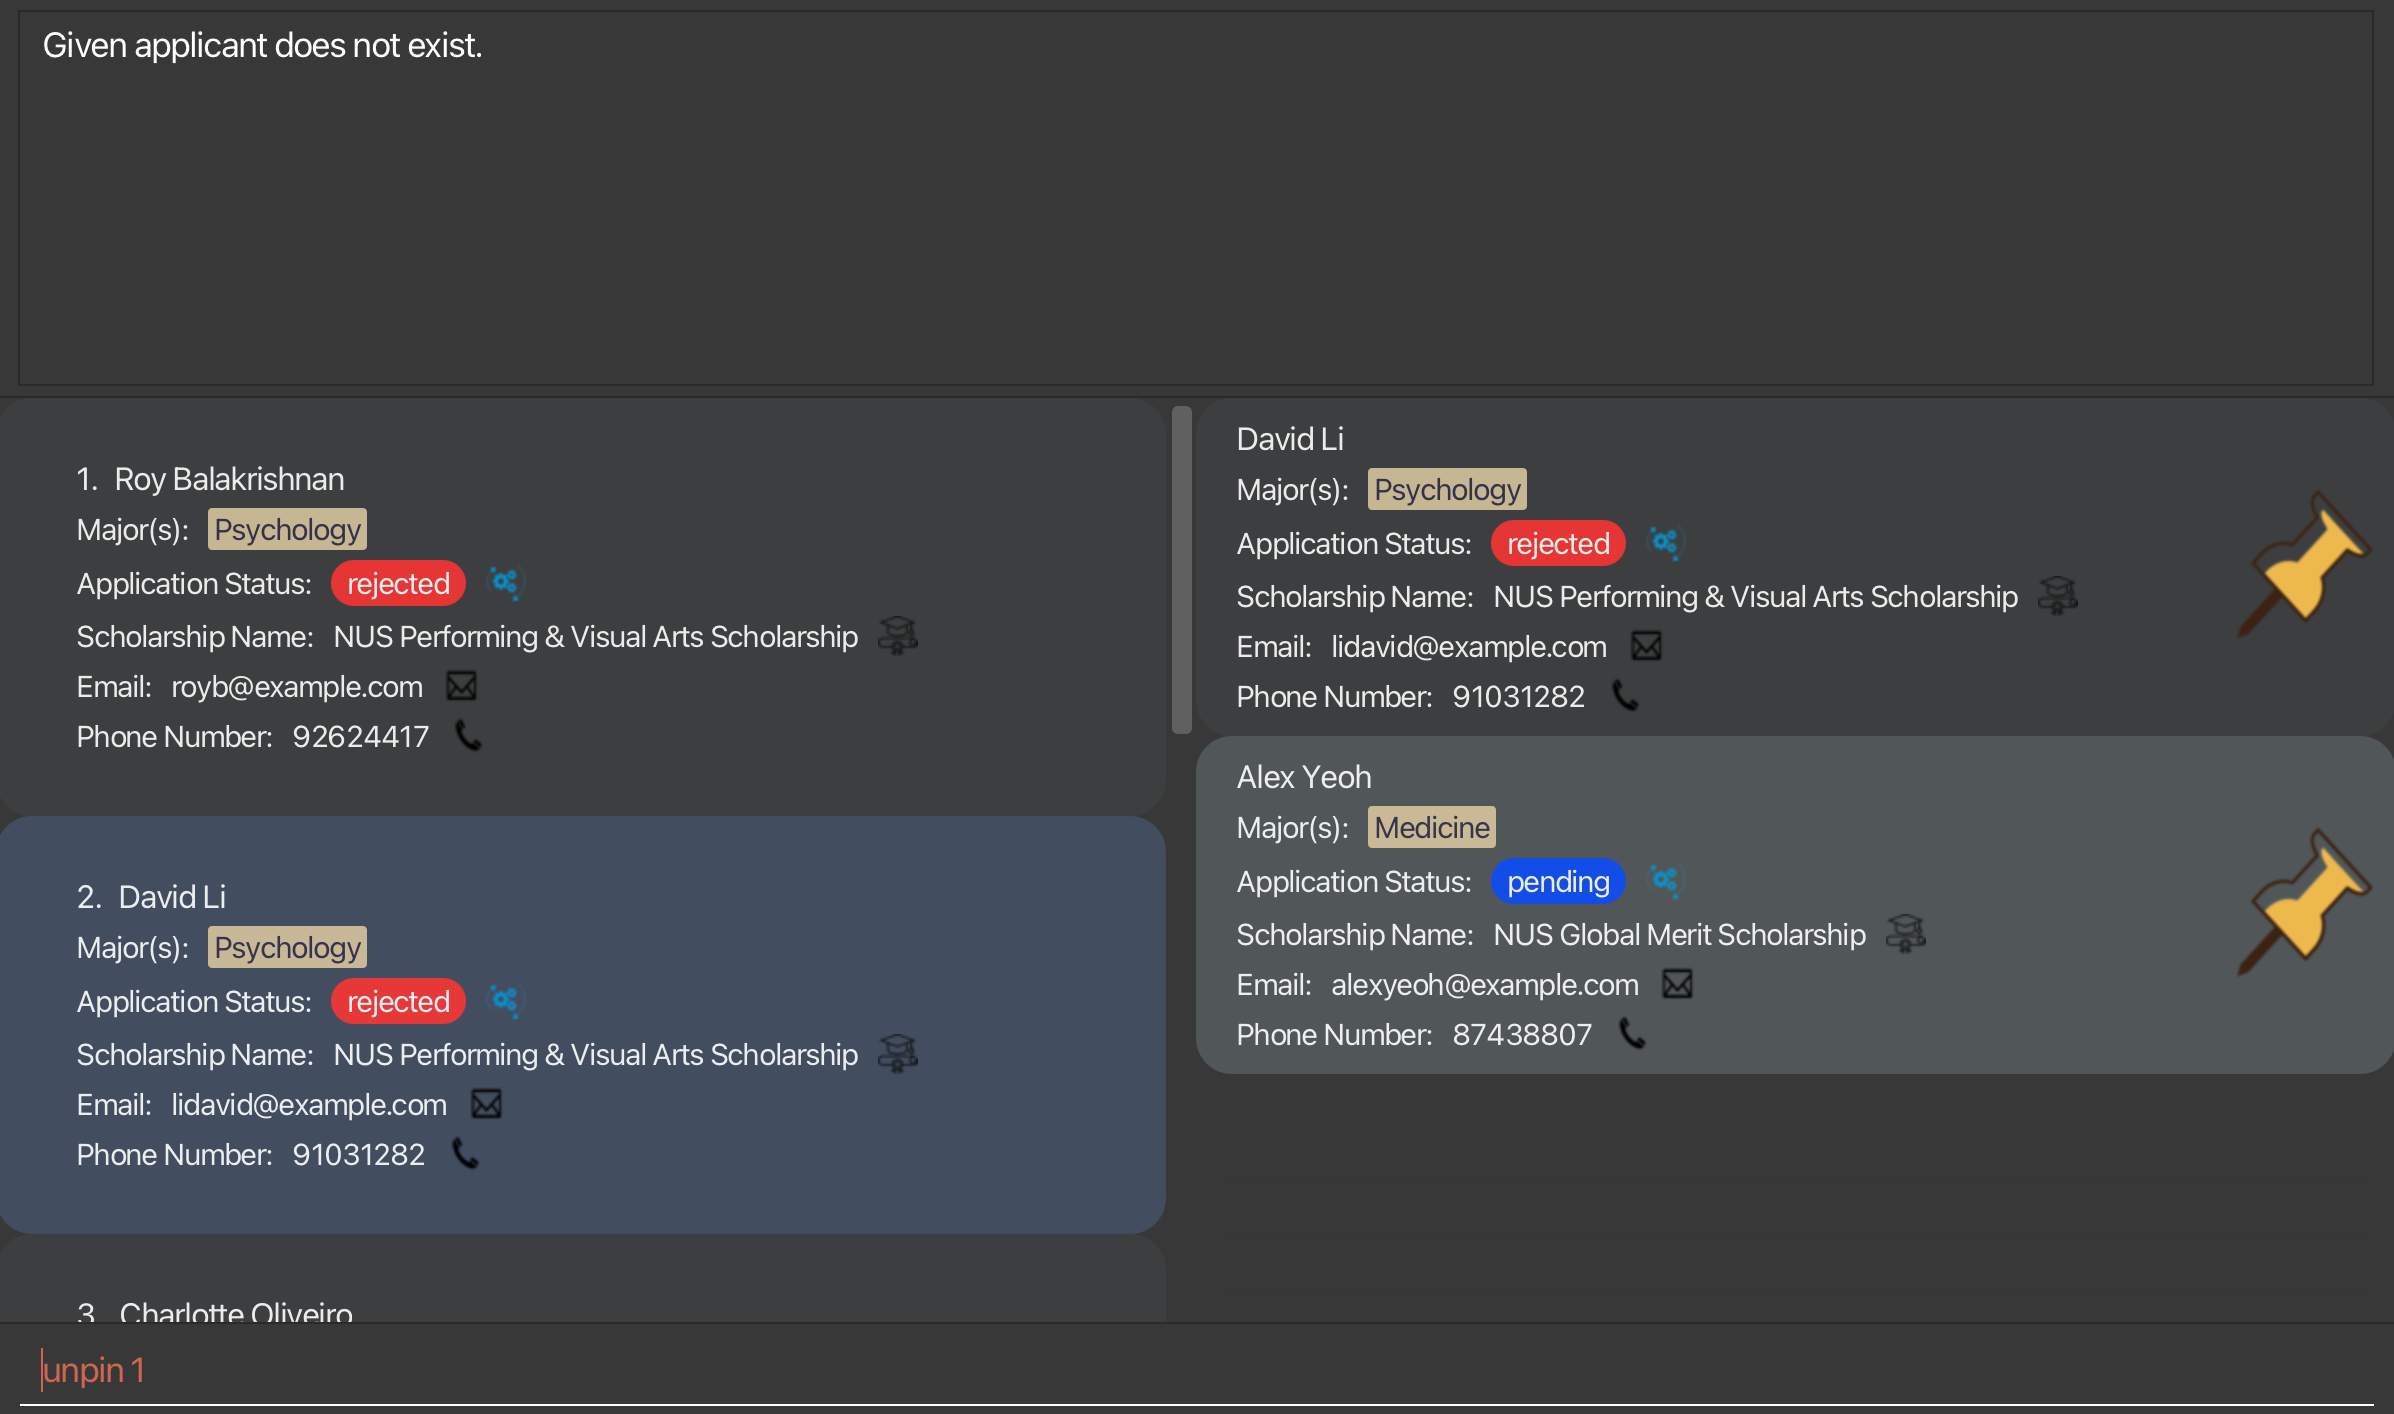 Given applicant does not exist.
1. Roy Balakrishnan
Major(s): Psychology
Application Status: rejected
Scholarship Name: NUS Performing & Visual Arts Scholarship
Email: royb@example.com
Phone Number: 92624417
2. David Li
Major(s): Psychology
Application Status: rejected
Scholarship Name: NUS Performing & Visual Arts Scholarship
Email: lidavid@example.com
Phone Number: 91031282
3. Charlotte Oliveiro
David Li
Major(s): Psychology
Application Status: rejected
Scholarship Name: NUS Performing & Visual Arts Scholarship
Email: lidavid@example.com
Phone Number: 91031282
Alex Yeoh
Major(s): Medicine
Application Status: pending
Scholarship Name: NUS Global Merit Scholarship
Email: alexyeoh@example.com
Phone Number: 87438807
unpin 1